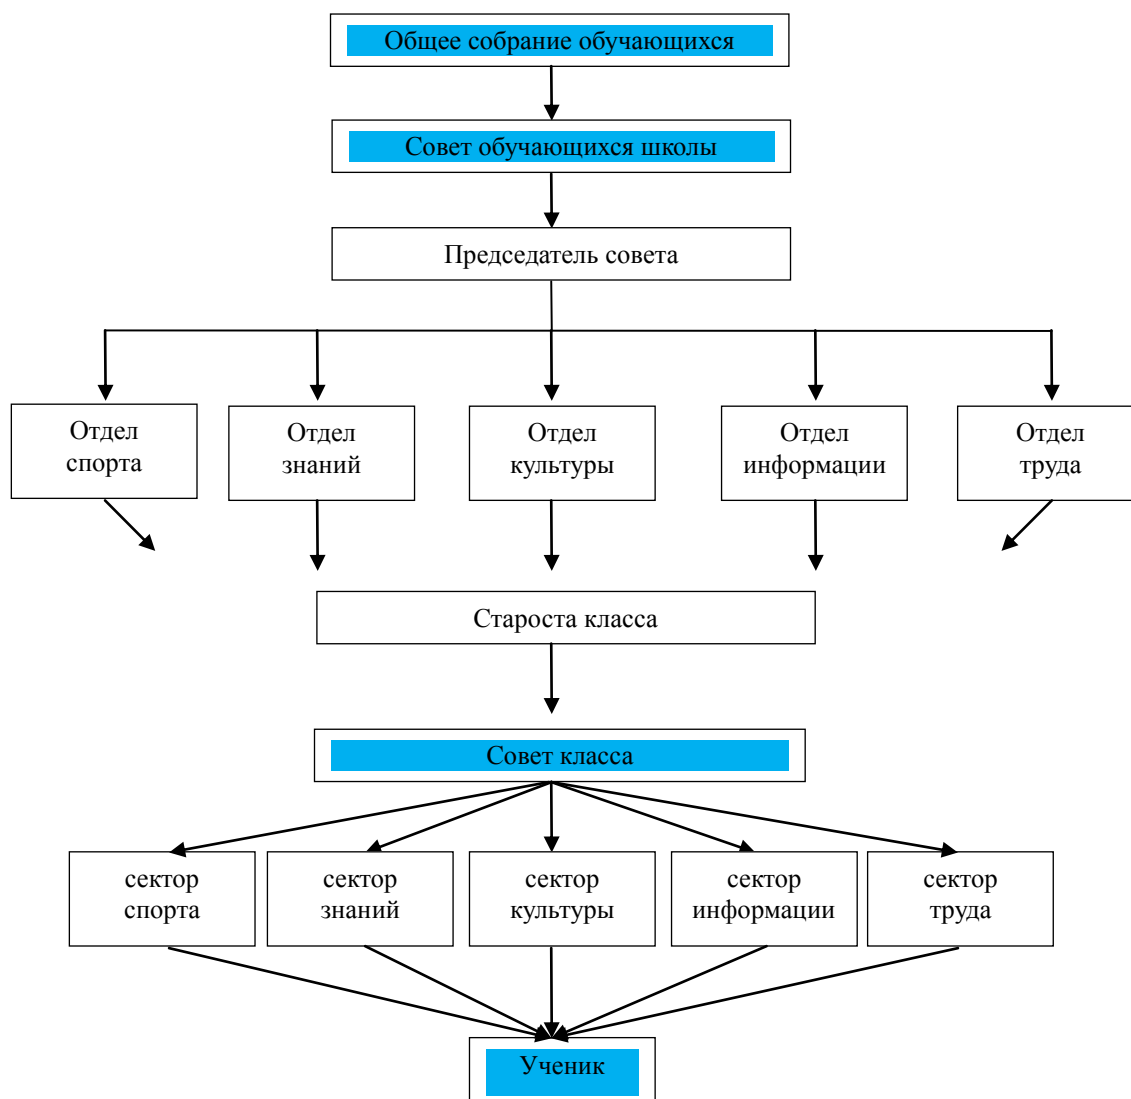 Общее собрание обучающихся
Совет обучающихся школы
Председатель совета
Отдел
спорта
Отдел
знаний
Отдел
культуры
Отдел
информации
Отдел
труда
Староста класса
Совет класса
сектор
спорта
сектор
знаний
сектор
культуры
сектор
информации
сектор
труда
Ученик